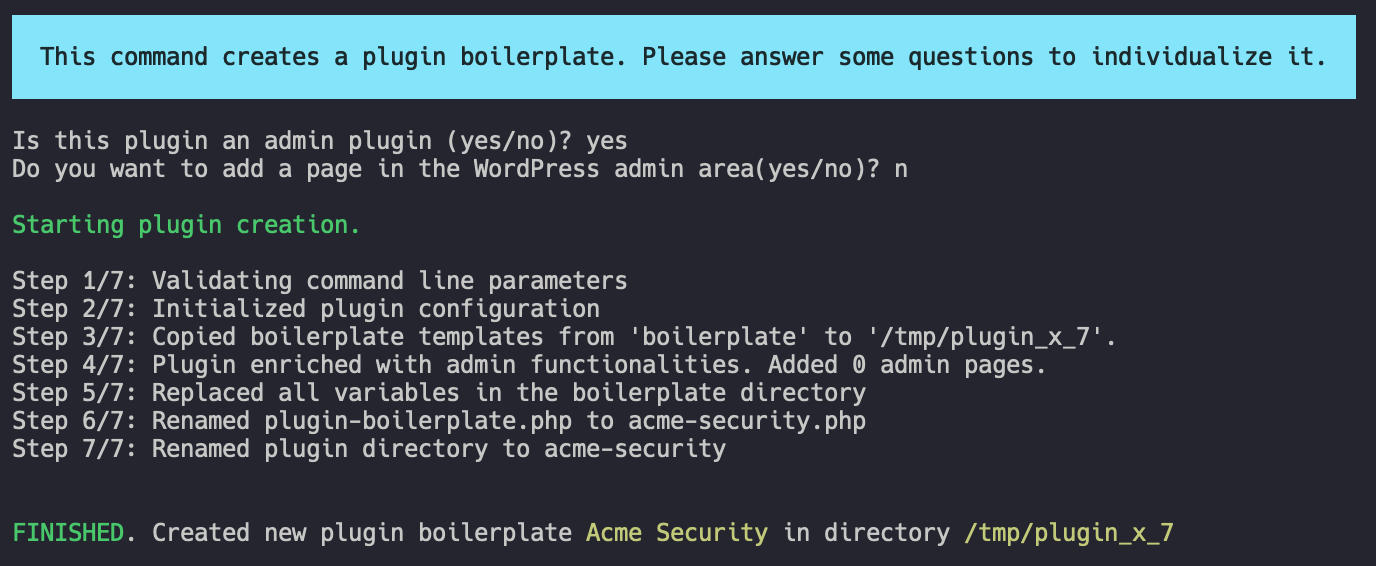 This command creates a plugin boilerplate. Please answer some questions to individualize it.
Is this plugin an admin plugin (yes/no)? yes
Do you want to add a page in the WordPress admin area(yes/no)? n
Starting plugin creation.
Step 1/7: Validating command line parameters
Step 2/7: Initialized plugin configuration
Step 3/7: Copied boilerplate templates from 'boilerplate' to '/tmp/plugin_x_7'.
Step 4/7: Plugin enriched with admin functionalities. Added 0 admin pages.
Step 5/7: Replaced all variables in the boilerplate directory
Step 6/7: Renamed plugin-boilerplate.php to acme-security.php
Step 7/7: Renamed plugin directory to acme-security
FINISHED. Created new plugin boilerplate Acme Security in directory /tmp/plugin_x_7